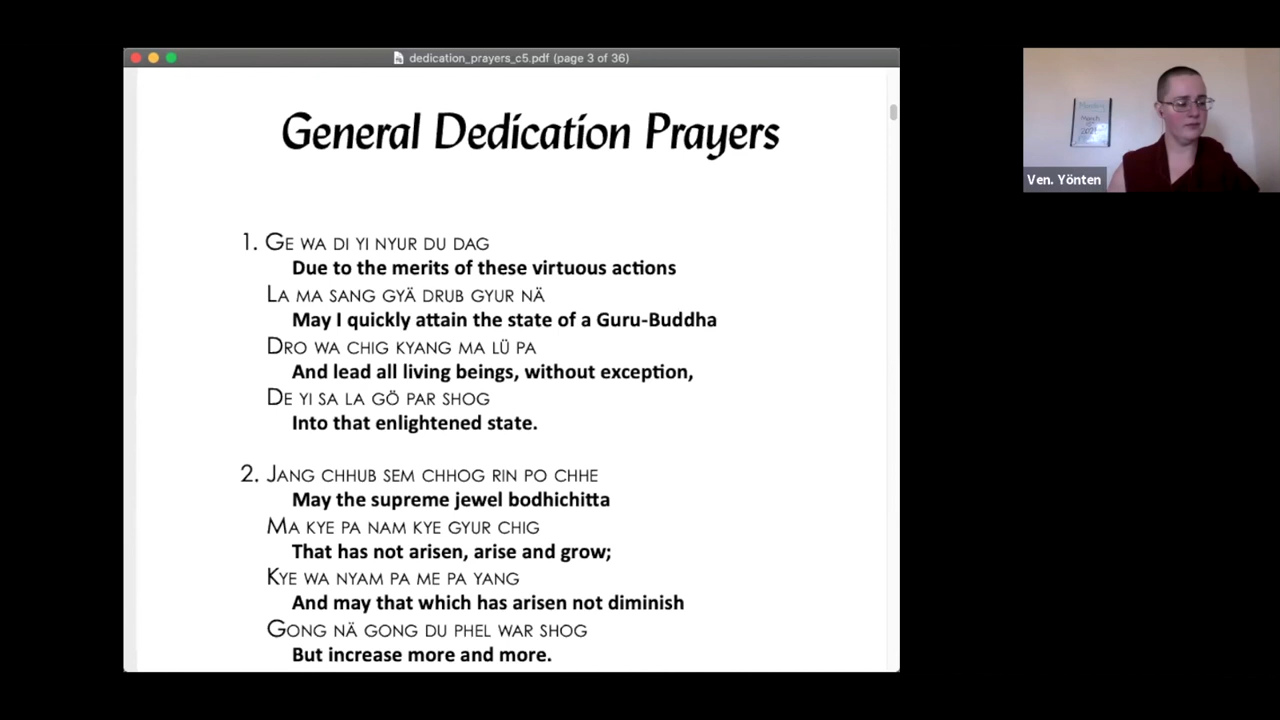 dedication_prayers_c5.pdf (page 3 of 36)
General Dedication Prayers
1. GE WA DI YI NYUR DU DAG
Due to the merits of these virtuous actions
LA MA SANG GYÄ DRUB GYUR NÄ
May I quickly attain the state of a Guru-Buddha
DRO WA CHIG KYANG MA LÜ PA
And lead all living beings, without exception,
DE YI SA LA GÖ PAR SHOG
Into that enlightened state.
2. JANG CHHUB SEM CHHOG RIN PO CHHE
May the supreme jewel bodhichitta
MA KYE PA NAM KYE GYUR CHIG
That has not arisen, arise and grow;
KYE WA NYAM PA ME PA YANG
And may that which has arisen not diminish
GONG NÄ GONG DU PHEL WAR SHOG
But increase more and more.
Monday
March
2021
Ven. Yönten